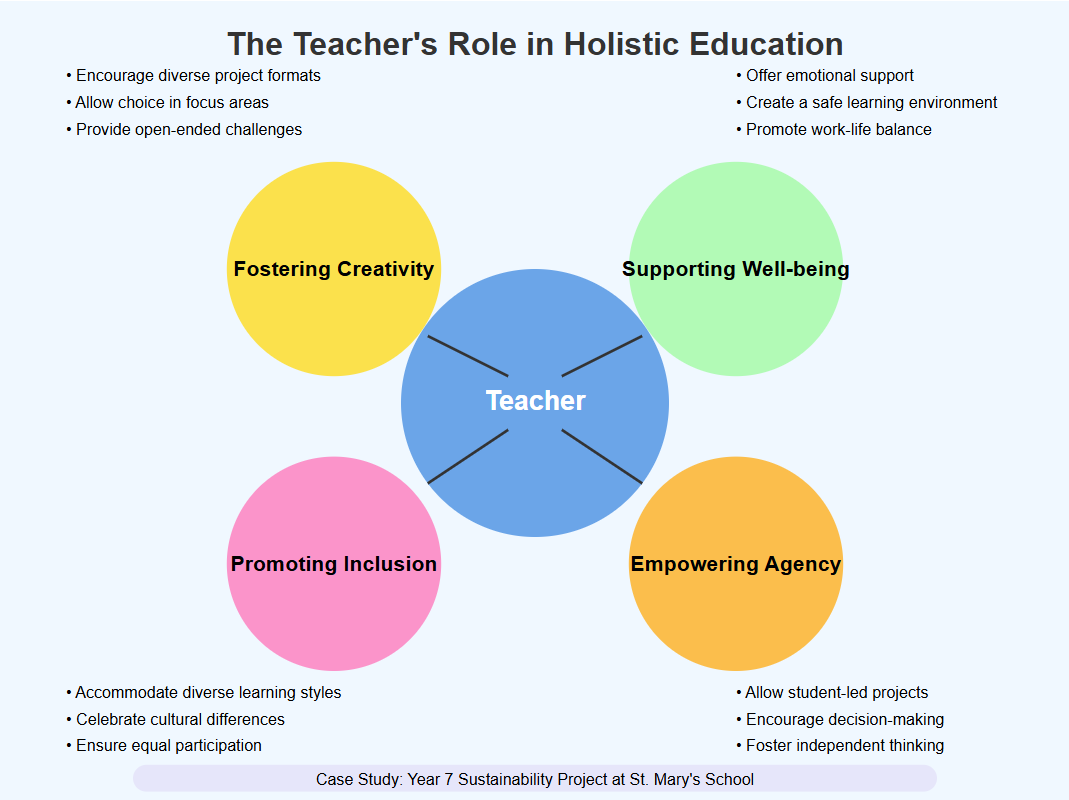 The Teacher's Role in Holistic Education
• Encourage diverse project formats
• Allow choice in focus areas
• Provide open-ended challenges
• Offer emotional support
• Create a safe learning environment
• Promote work-life balance
Fostering Creativity
Supporting Well-being
Teacher
Promoting Inclusion
Empowering Agency
• Accommodate diverse learning styles
• Celebrate cultural differences
• Ensure equal participation
• Allow student-led projects
• Encourage decision-making
• Foster independent thinking
Case Study: Year 7 Sustainability Project at St. Mary's School